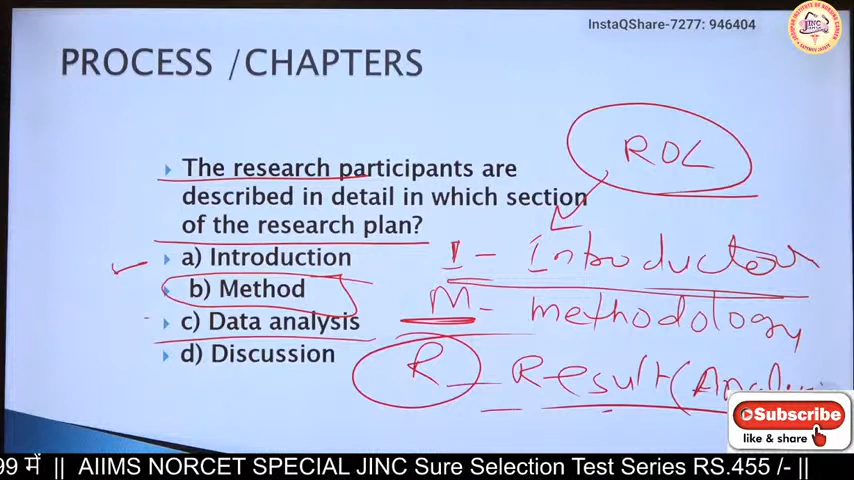 InstaQShare-7277: 946404
PROCESS /CHAPTERS
JINC
ROL
The research participants are
described in detail in which section
of the research plan?
a) Introduction
b) Method
c) Data analysis
d) Discussion
I - Introduction
M - methodology
R - Result (Analysi
Subscribe
like & share
99 में || AIIMS NORCET SPECIAL JINC Sure Selection Test Series RS.455 /- ||